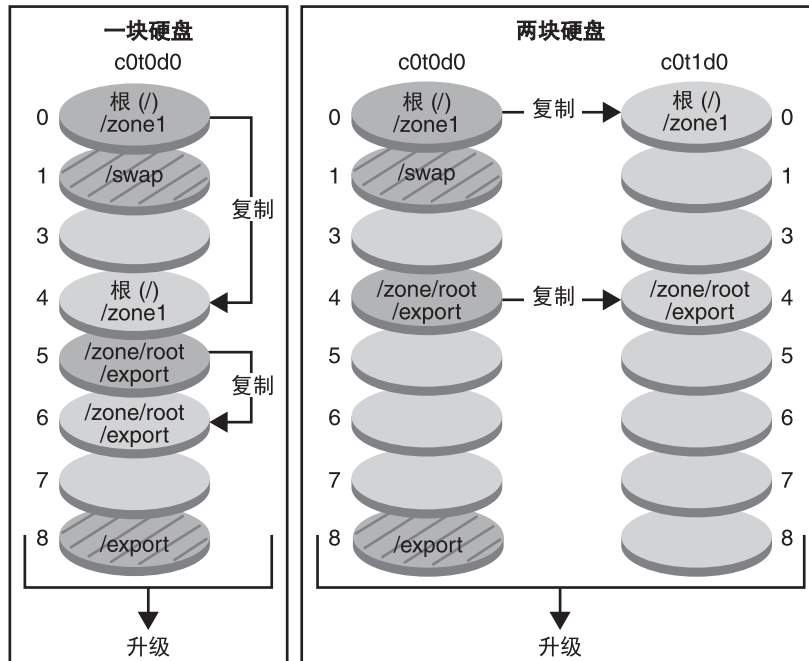 一块硬盘
c0t0d0
0
根 (/)
/zone1
1
/swap
复制
3
4
根 (/)
/zone1
5
/zone/root
/export
复制
6
/zone/root
/export
7
8
/export
升级
两块硬盘
c0t0d0
c0t1d0
0
根 (/)
/zone1
复制
根 (/)
/zone1
0
1
/swap
1
3
3
4
/zone/root
/export
复制
/zone/root
/export
4
5
5
6
6
7
7
8
/export
8
升级